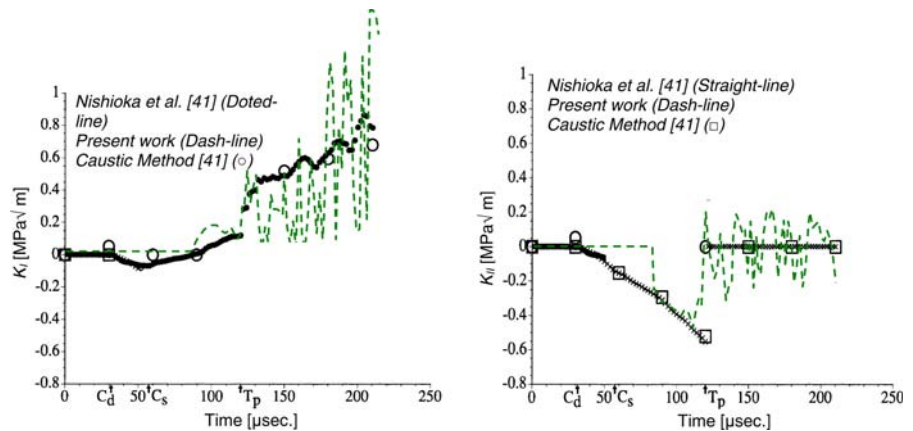 Nishioka et al. [41] (Doted-
line)
Present work (Dash-line)
Caustic Method [41] (○)
K_I [MPa√m]
1
0.8
0.6
0.4
0.2
0
-0.2
-0.4
-0.6
-0.8
0 50 100 150 200 250
C_d C_s T_p
Time [μsec.]
Nishioka et al. [41] (Straight-line)
Present work (Dash-line)
Caustic Method [41] (□)
K_II [MPa√m]
1
0.8
0.6
0.4
0.2
0
-0.2
-0.4
-0.6
-0.8
0 50 100 150 200 250
C_d C_s T_p
Time [μsec.]